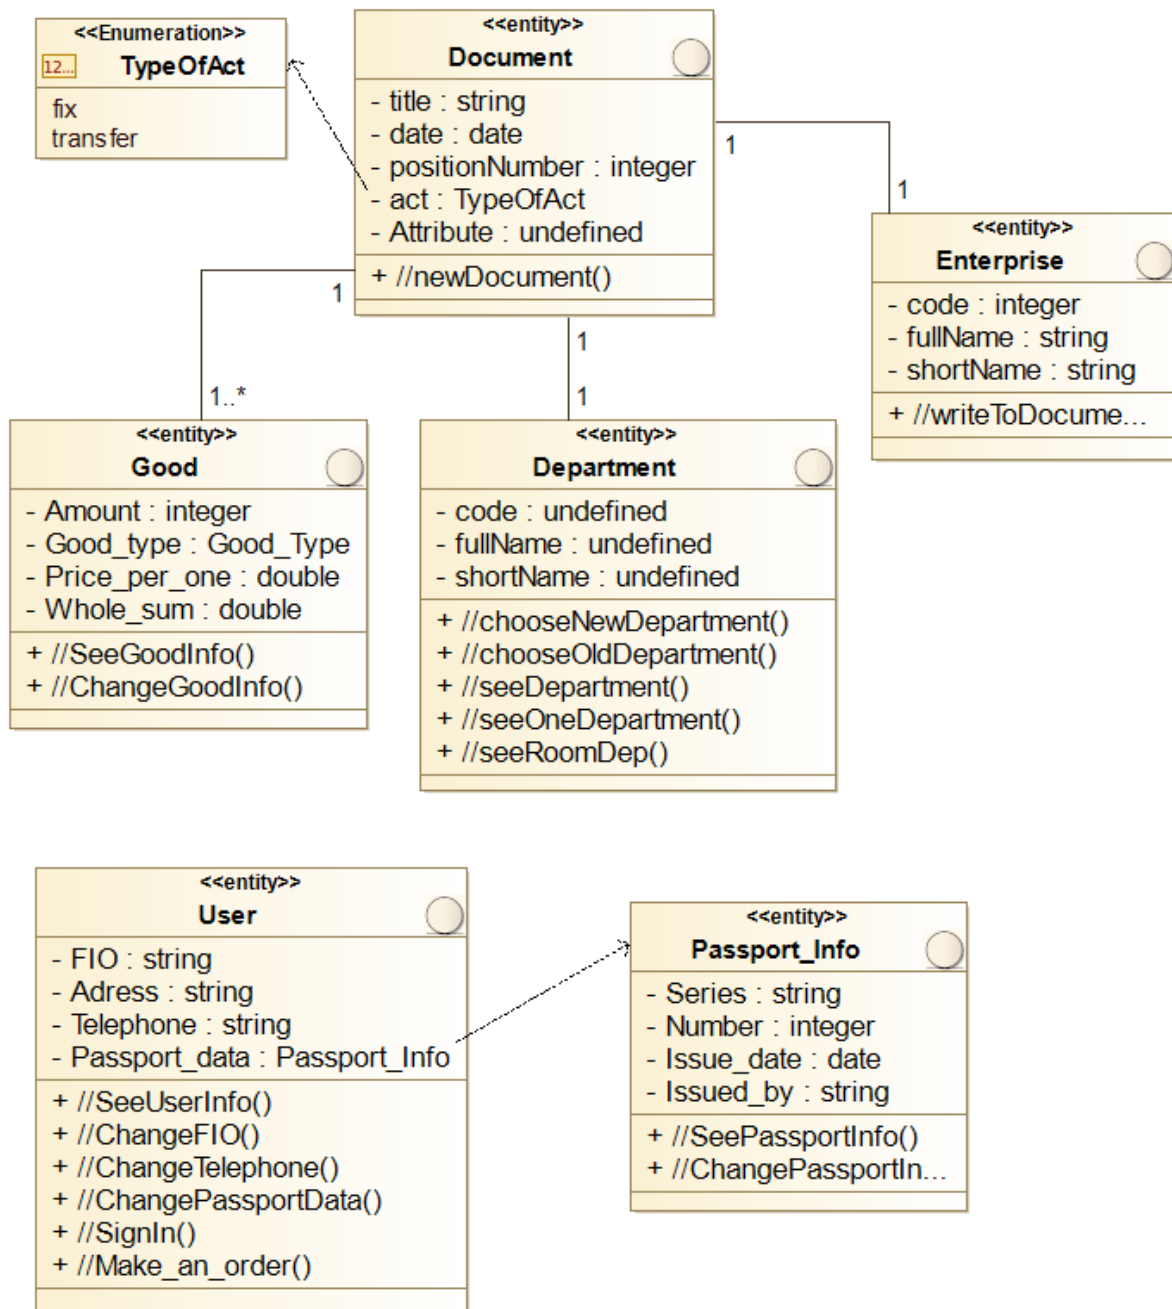 <<Enumeration>>
12...
TypeOfAct
fix
transfer
<<entity>>
Document
- title : string
- date : date
- positionNumber : integer
- act : TypeOfAct
- Attribute : undefined
+ //newDocument()
1
1
<<entity>>
Enterprise
- code : integer
- fullName : string
- shortName : string
+ //writeToDocume...
1
1..*
1
1
<<entity>>
Good
- Amount : integer
- Good_type : Good_Type
- Price_per_one : double
- Whole_sum : double
+ //SeeGoodInfo()
+ //ChangeGoodInfo()
<<entity>>
Department
- code : undefined
- fullName : undefined
- shortName : undefined
+ //chooseNewDepartment()
+ //chooseOldDepartment()
+ //seeDepartment()
+ //seeOneDepartment()
+ //seeRoomDep()
<<entity>>
User
- FIO : string
- Adress : string
- Telephone : string
- Passport_data : Passport_Info
+ //SeeUserInfo()
+ //ChangeFIO()
+ //ChangeTelephone()
+ //ChangePassportData()
+ //SignIn()
+ //Make_an_order()
<<entity>>
Passport_Info
- Series : string
- Number : integer
- Issue_date : date
- Issued_by : string
+ //SeePassportInfo()
+ //ChangePassportIn...